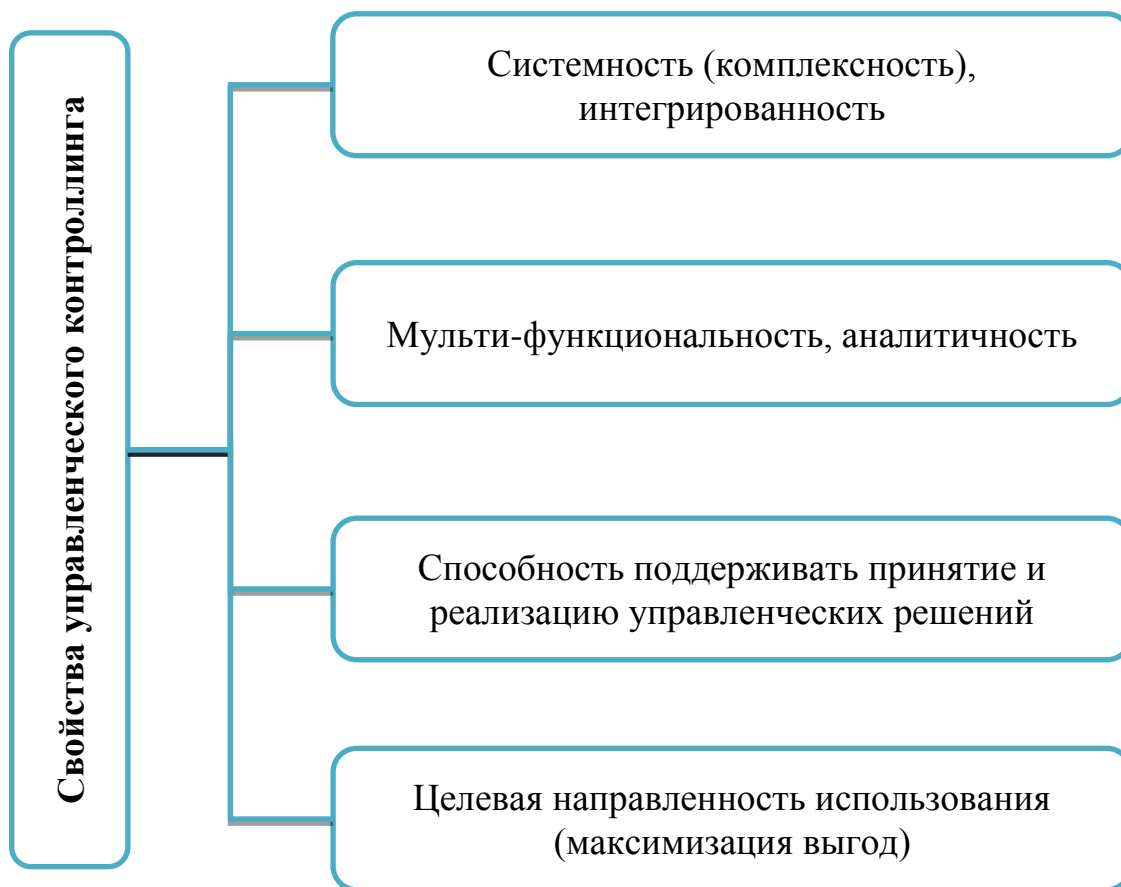 Свойства управленческого контроллинга
Системность (комплексность),
интегрированность
Мульти-функциональность, аналитичность
Способность поддерживать принятие и
реализацию управленческих решений
Целевая направленность использования
(максимизация выгод)